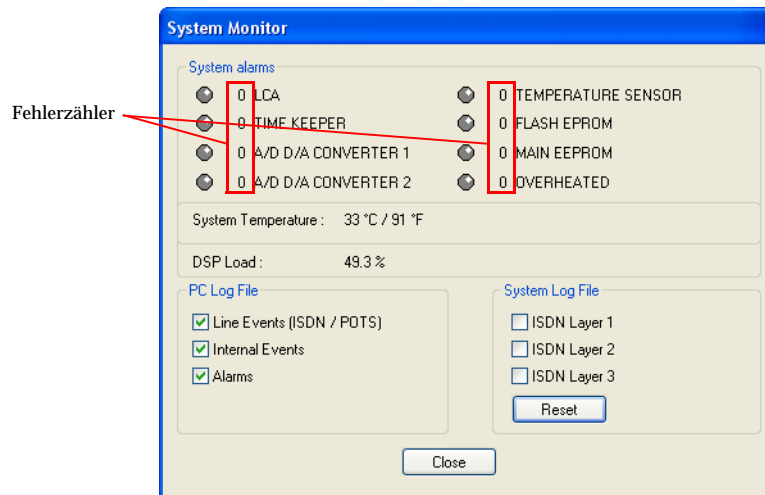 System Monitor
System alarms
Fehlerzähler
0 LCA
0 TIME KEEPER
0 A/D D/A CONVERTER 1
0 A/D D/A CONVERTER 2
0 TEMPERATURE SENSOR
0 FLASH EPROM
0 MAIN EEPROM
0 OVERHEATED
System Temperature : 33 °C / 91 °F
DSP Load : 49.3 %
PC Log File
Line Events (ISDN / POTS)
Internal Events
Alarms
System Log File
ISDN Layer 1
ISDN Layer 2
ISDN Layer 3
Reset
Close